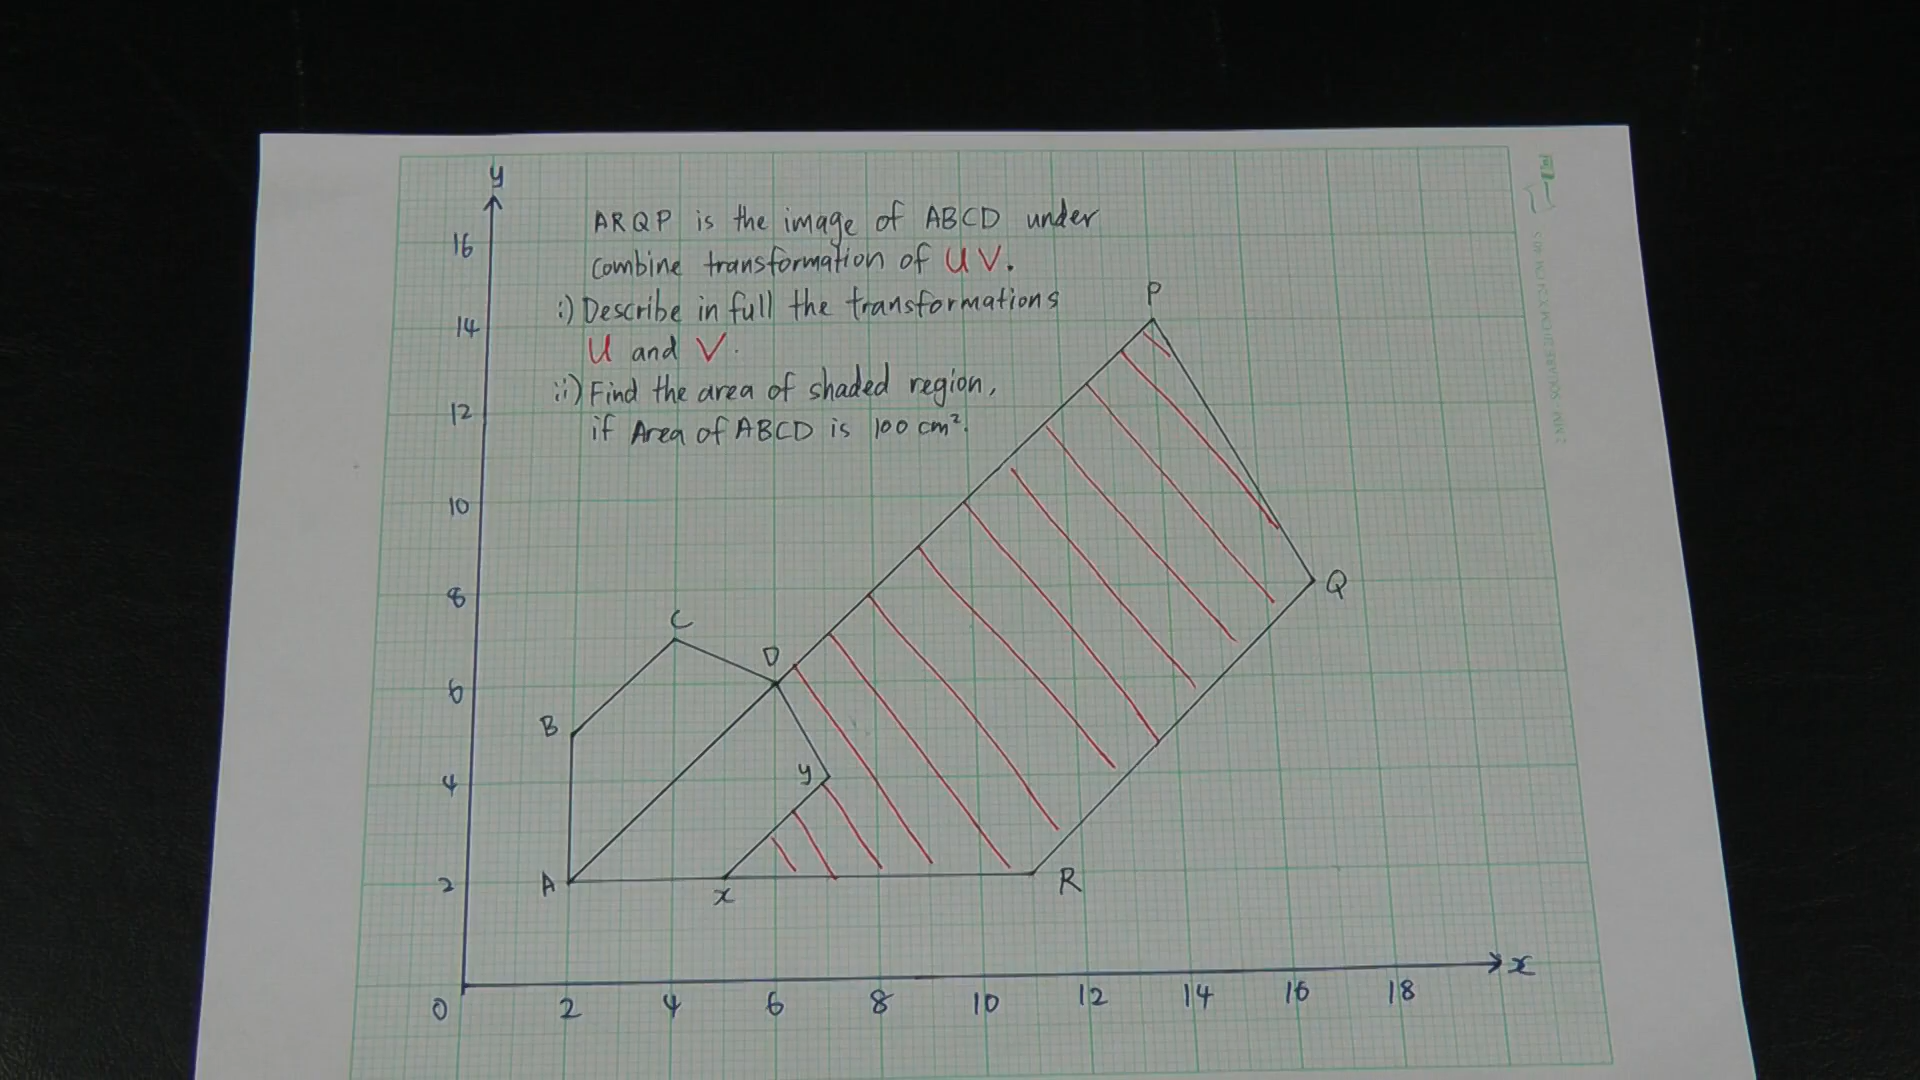 y
ARQP is the image of ABCD under
combine transformation of UV.
i) Describe in full the transformations
U and V.
ii) Find the area of shaded region,
if Area of ABCD is 100 cm².
16
14
12
10
8
6
4
2
0
2 4 6 8 10 12 14 16 18 x
P
Q
C
D
B
y
A
x
R